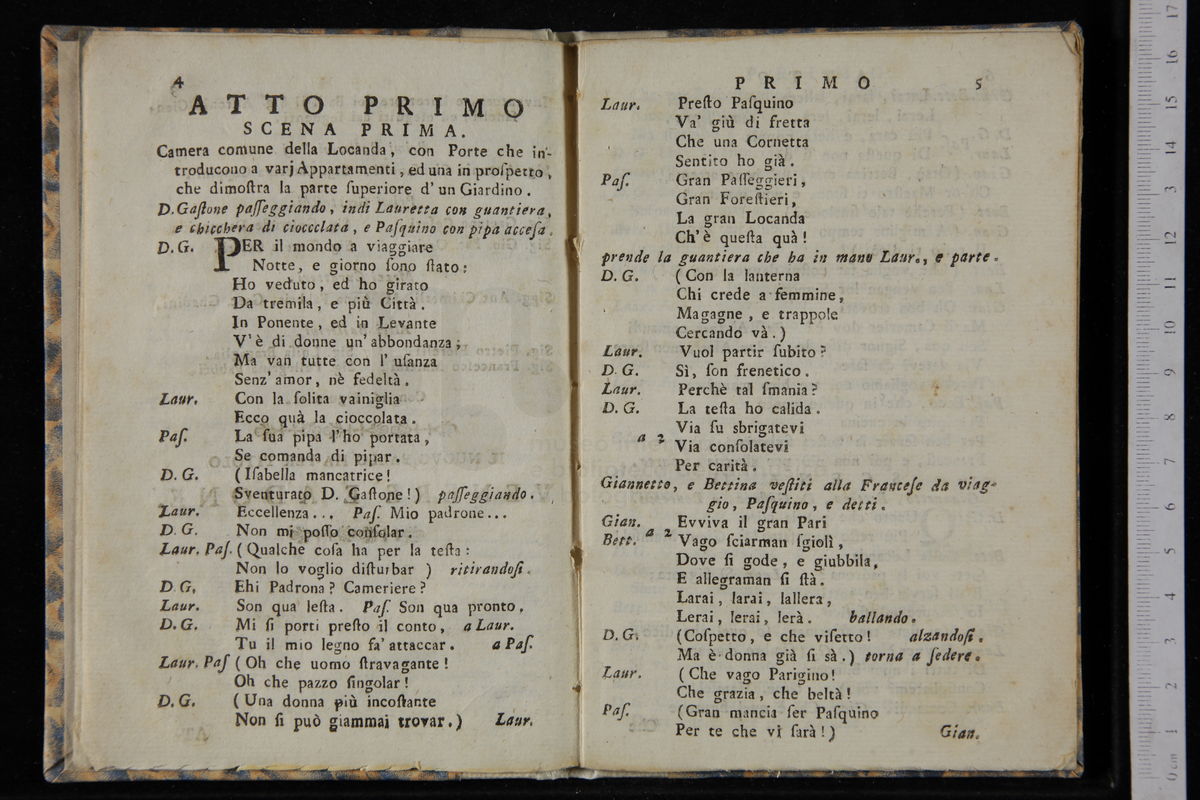 4
ATTO PRIMO
SCENA PRIMA.
Camera comune della Locanda, con Porte che in-
troducono a varj Appartamenti, ed una in proſpetto,
che dimoſtra la parte ſuperiore d'un Giardino.
D. Gaſtone paſſeggiando, indi Lauretta con guantiera,
e chicchera di cioccclata, e Paſquino con pipa acceſa.
D. G. PER il mondo a viaggiare
Notte, e giorno ſono ſtato:
Ho veduto, ed ho girato
Da tremila, e più Città.
In Ponente, ed in Levante
V'è di donne un'abbondanza;
Ma van tutte con l'uſanza
Senz'amor, nè fedeltà.
Laur. Con la ſolita vainiglia
Ecco quà la cioccolata.
Paſ. La ſua pipa l'ho portata,
Se comanda di pipar.
D. G. (Iſabella mancatrice!
Sventurato D. Gaſtone!) paſſeggiando.
Laur. Eccellenza... Paſ. Mio padrone...
D. G. Non mi poſſo conſolar.
Laur. Paſ. (Qualche coſa ha per la teſta:
Non lo voglio diſturbar) ritirandoſi.
D. G. Ehi Padrona? Cameriere?
Laur. Son qua leſta. Paſ. Son qua pronto,
D. G. Mi ſi porti preſto il conto, a Laur.
Tu il mio legno fa' attaccar. a Paſ.
Laur. Paſ (Oh che uomo ſtravagante!
Oh che pazzo ſingolar!
D. G. (Una donna più incoſtante
Non ſi può giammai trovar.) Laur.
PRIMO 5
Laur. Preſto Paſquino
Va' giù di fretta
Che una Cornetta
Sentito ho già.
Paſ. Gran Paſſeggieri,
Gran Foreſtieri,
La gran Locanda
Ch'è queſta quà!
prende la guantiera che ha in mano Laur., e parte.
D. G. (Con la lanterna
Chi crede a femmine,
Magagne, e trappole
Cercando và.)
Laur. Vuol partir ſubito?
D. G. Sì, ſon frenetico.
Laur. Perchè tal ſmania?
D. G. La teſta ho calida.
Via ſu sbrigatevi
a 2 Via conſolatevi
Per carità.
Giannetto, e Bettina veſtiti alla Franceſe da viag-
gio, Paſquino, e detti.
Gian. Evviva il gran Pari
Bett. a 2 Vago ſciarman ſgiolì,
Dove ſi gode, e giubbila,
E allegraman ſi ſtà.
Larai, larai, lallera,
Lerai, lerai, lerà. ballando.
D. G. (Coſpetto, e che viſetto! alzandoſi.
Ma è donna già ſi sà.) torna a ſedere.
Laur. (Che vago Parigino!
Che grazia, che beltà!
Paſ. (Gran mancia ſer Paſquino
Per te che vi ſarà!) Gian.